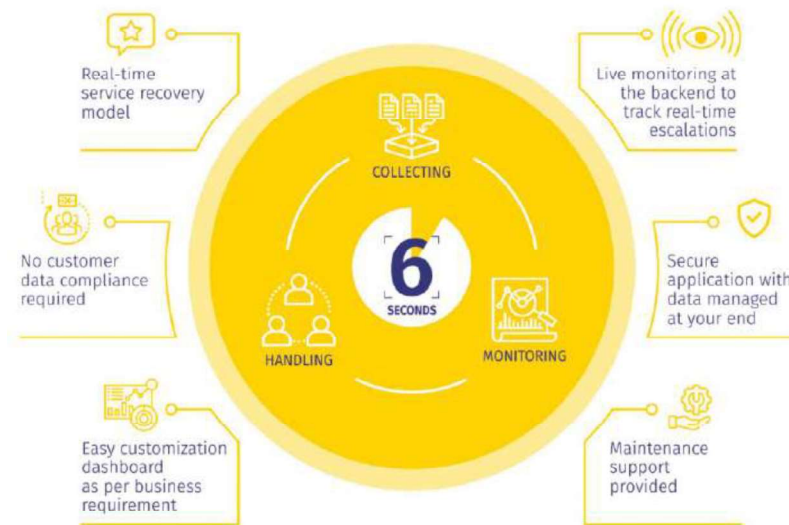 Real-time
service recovery
model
Live monitoring at
the backend to
track real-time
escalations
COLLECTING
No customer
data compliance
required
6
SECONDS
Secure
application with
data managed
at your end
HANDLING
MONITORING
Easy customization
dashboard
as per business
requirement
Maintenance
support
provided